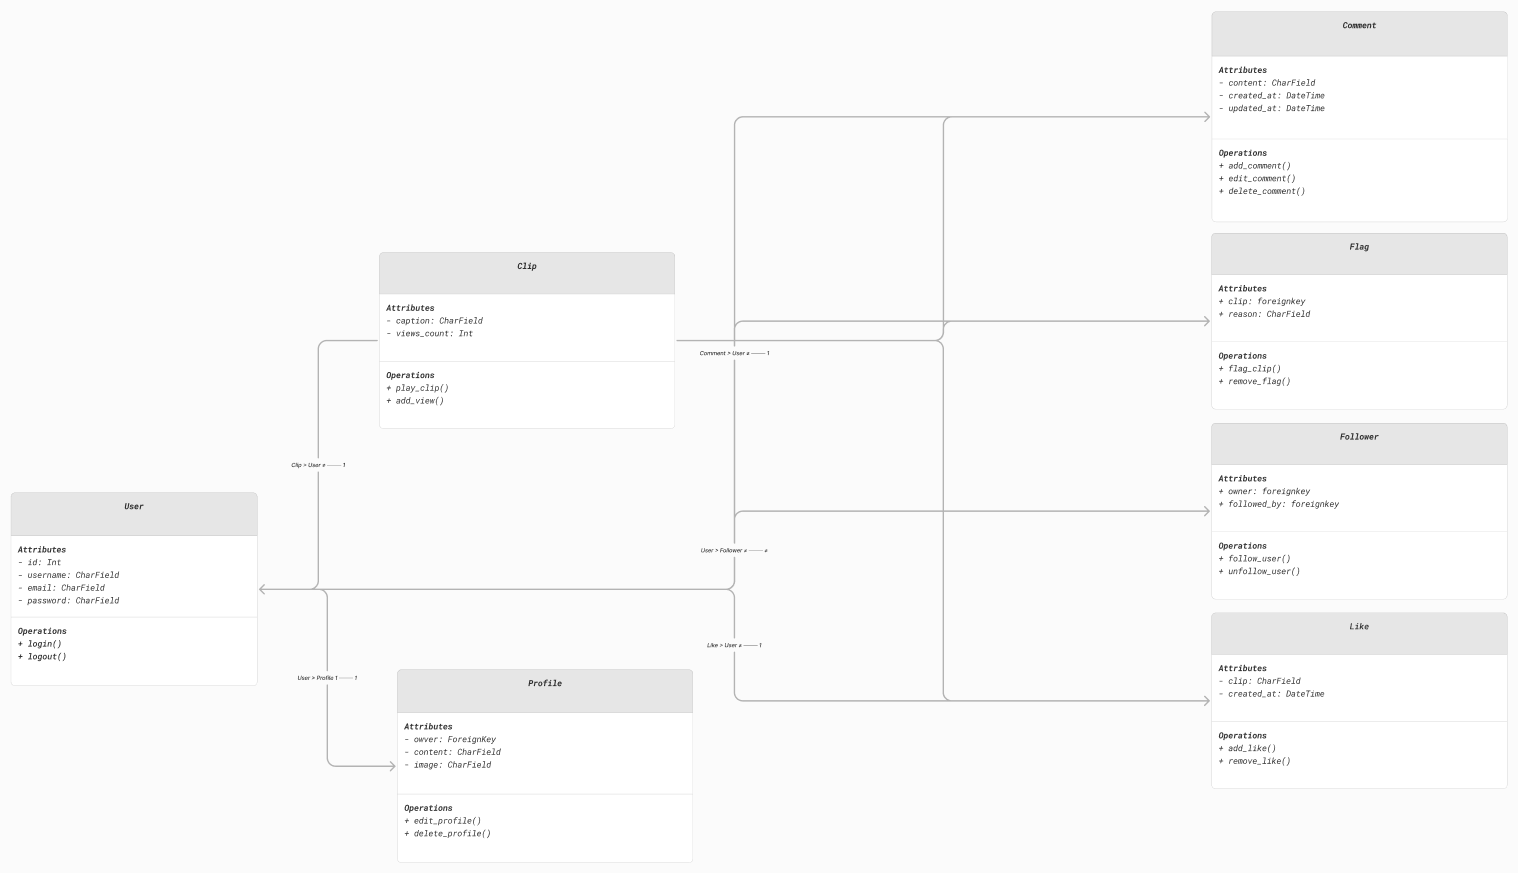 Comment
Attributes
- content: CharField
- created_at: DateTime
- updated_at: DateTime
Operations
+ add_comment()
+ edit_comment()
+ delete_comment()
Flag
Attributes
+ clip: foreignkey
+ reason: CharField
Operations
+ flag_clip()
+ remove_flag()
Clip
Attributes
- caption: CharField
- views_count: Int
Operations
+ play_clip()
+ add_view()
Comment > User ≠ —— 1
Follower
Attributes
+ owner: foreignkey
+ followed_by: foreignkey
Operations
+ follow_user()
+ unfollow_user()
Clip > User ≠ —— 1
User
Attributes
- id: Int
- username: CharField
- email: CharField
- password: CharField
Operations
+ login()
+ logout()
User > Follower ≠ —— ≠
Like > User ≠ —— 1
User > Profile 1 —— 1
Like
Attributes
- clip: CharField
- created_at: DateTime
Operations
+ add_like()
+ remove_like()
Profile
Attributes
- owver: ForeignKey
- content: CharField
- image: CharField
Operations
+ edit_profile()
+ delete_profile()